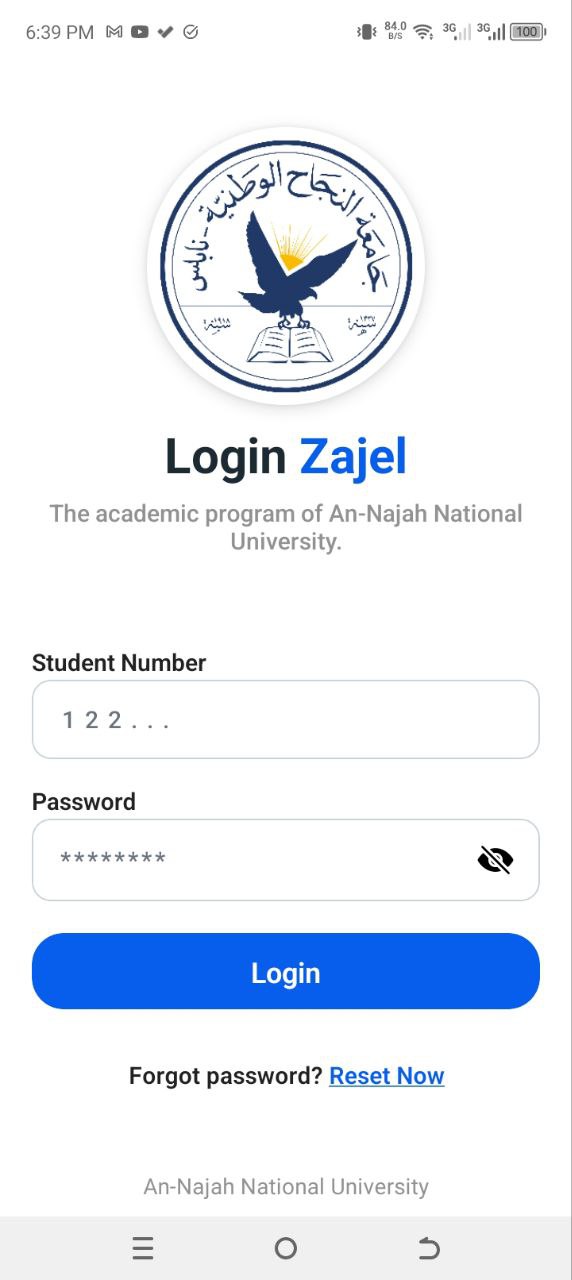 6:39 PM
84.0
B/S
3G
3G
100
جامعة النجاح الوطنية - نابلس
Login Zajel
The academic program of An-Najah National
University.
Student Number
122...
Password
********
Login
Forgot password? Reset Now
An-Najah National University